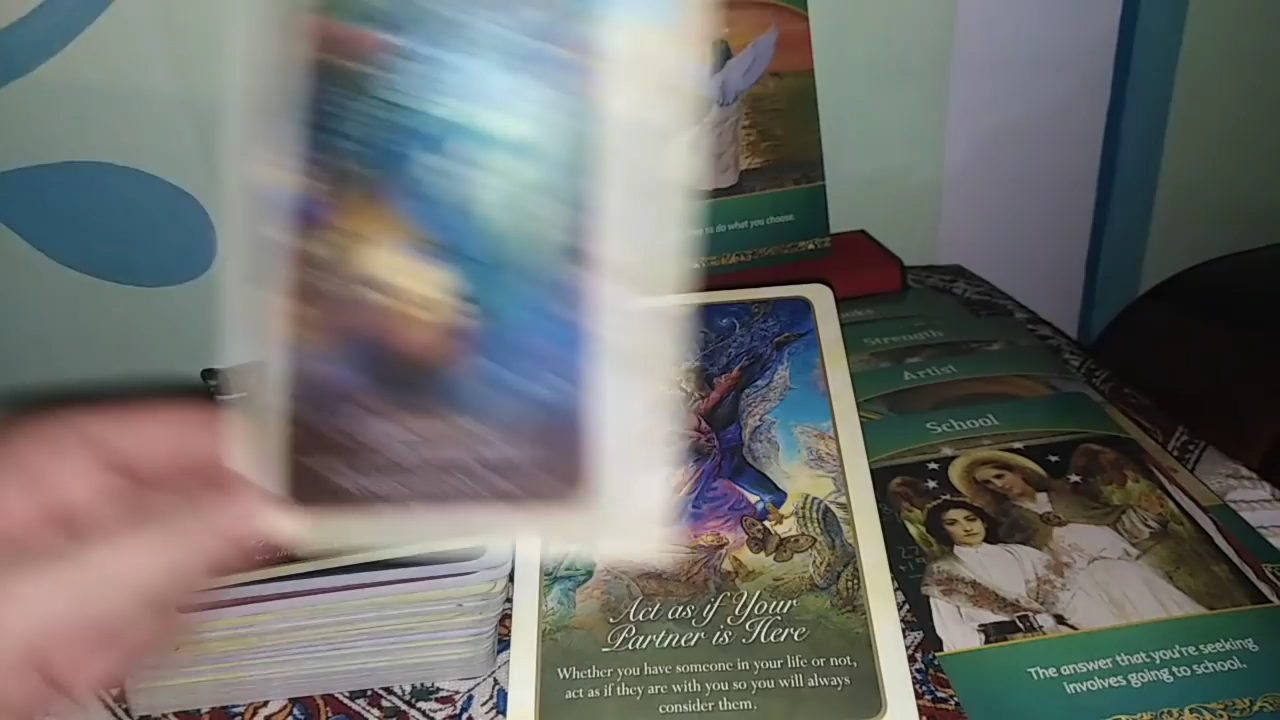 to do what you choose.
Strength
Artist
School
Act as if Your
Partner is Here
Whether you have someone in your life or not,
act as if they are with you so you will always
consider them.
The answer that you're seeking
involves going to school.